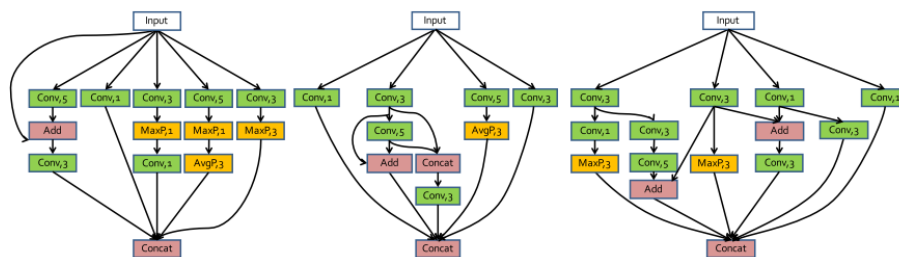 Input Input Input
Conv,5 Conv,1 Conv,3 Conv,5 Conv,3 Conv,1 Conv,3 Conv,5 Conv,3 Conv,3 Conv,3 Conv,1 Conv,1
Add MaxP,1 MaxP,1 MaxP,3 Conv,5 AvgP,3 Conv,1 Conv,3 Add Conv,3
Conv,3 Conv,1 AvgP,3 Add Concat MaxP,3 Conv,5 MaxP,3 Conv,3
Conv,3 Add
Concat Concat Concat